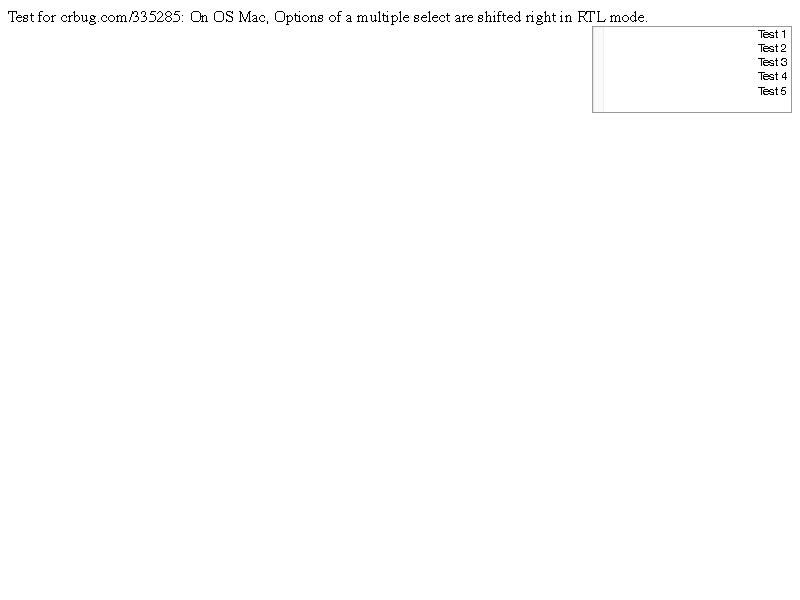 Test for crbug.com/335285: On OS Mac, Options of a multiple select are shifted right in RTL mode.
Test 1
Test 2
Test 3
Test 4
Test 5